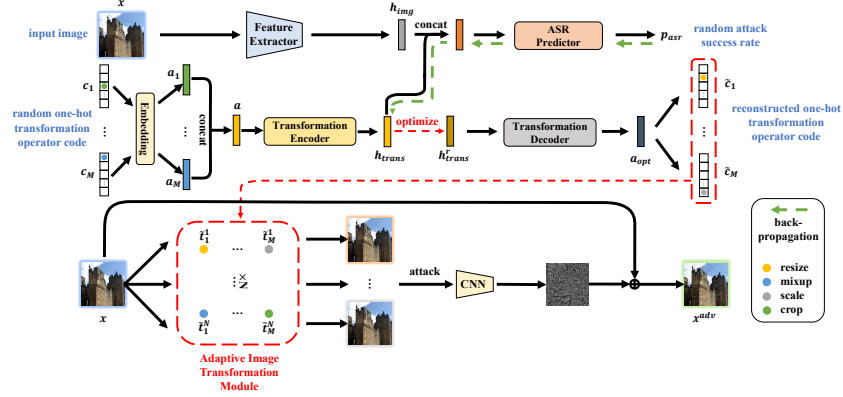 x
input image
Feature
Extractor
h_img
concat
ASR
Predictor
p_asr
random attack
success rate
c_1
random one-hot
transformation
operator code
...
c_M
Embedding
a_1
...
a_M
concat
a
Transformation
Encoder
h_trans
optimize
h^r_trans
Transformation
Decoder
a_opt
c̃_1
...
c̃_M
reconstructed one-hot
transformation
operator code
x
t̃^1_1 ... t̃^1_M
... ×N
t̃^N_1 ... t̃^N_M
Adaptive Image
Transformation
Module
...
attack
CNN
x^adv
back-
propagation
resize
mixup
scale
crop